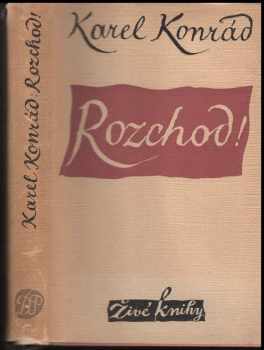 Karel Konrád
Rozchod!
Živé knihy
Karel Konrád: Rozchod!